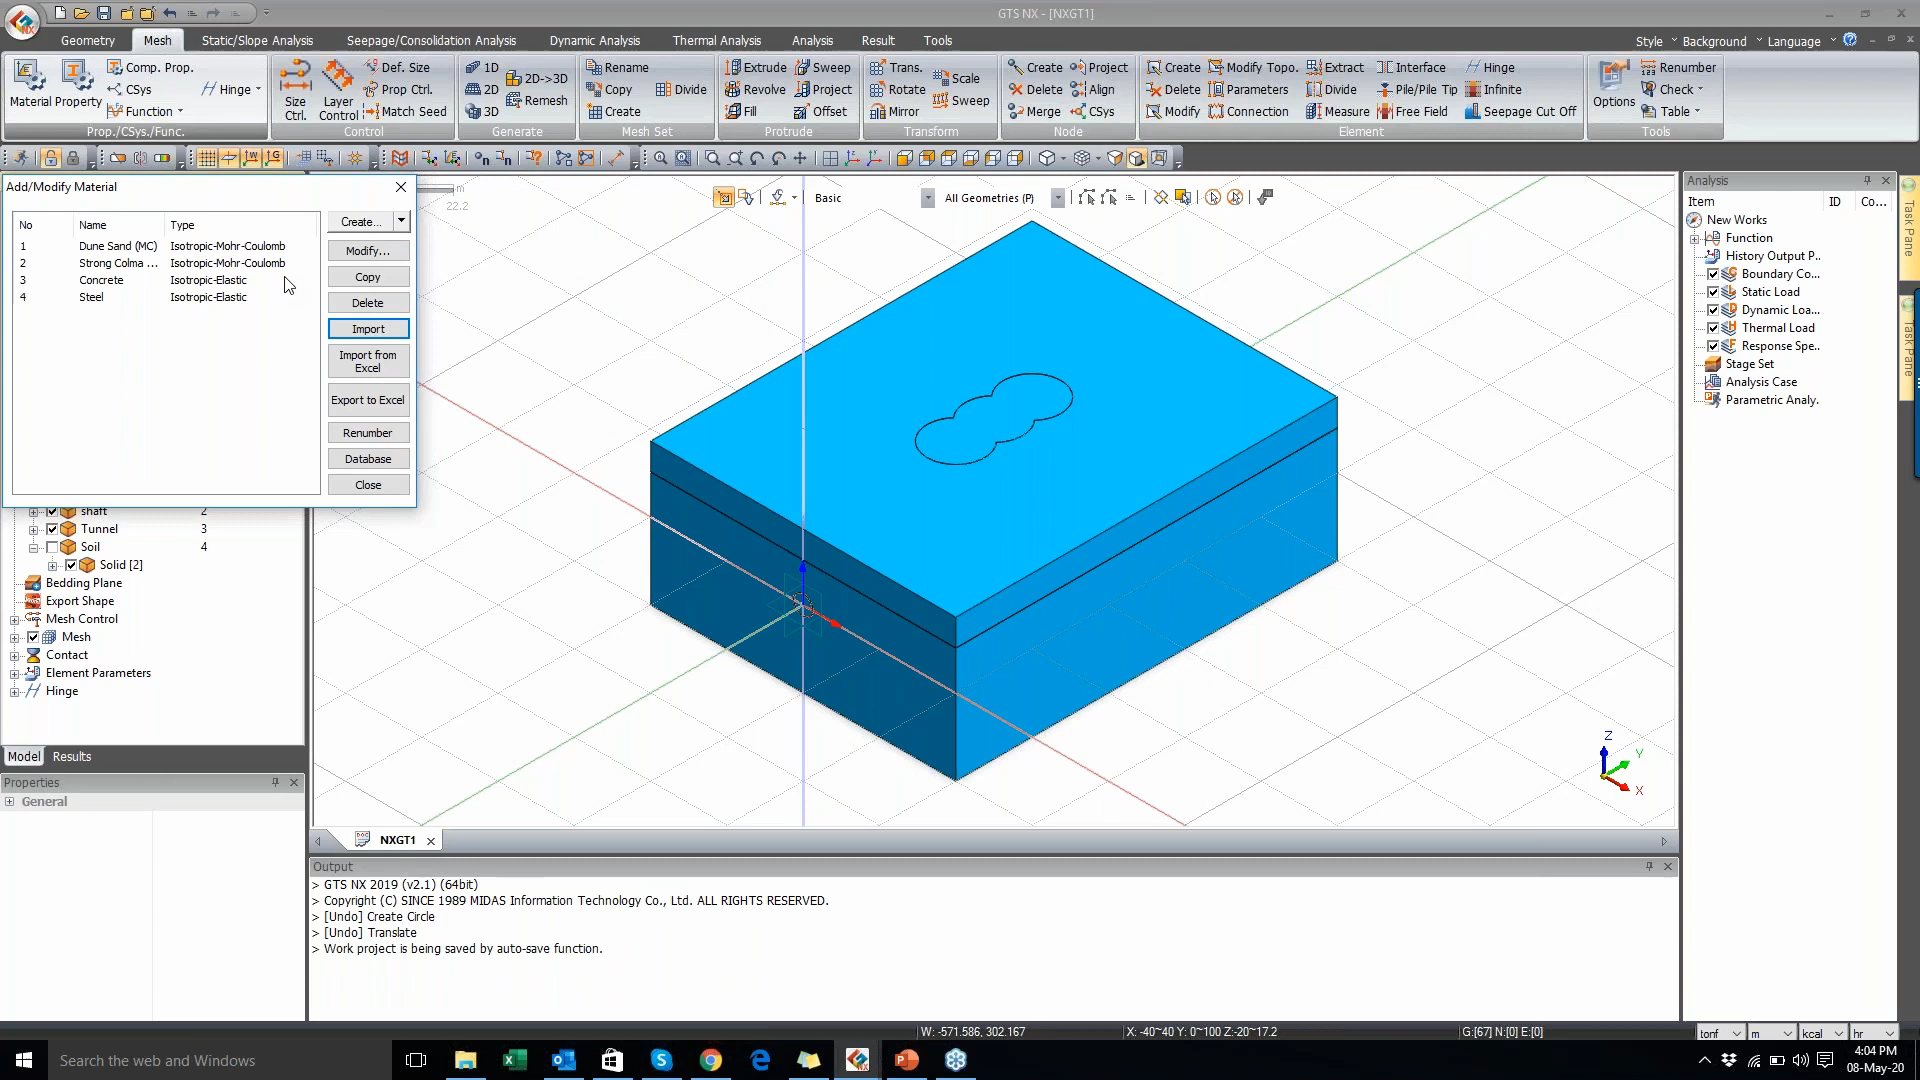 GTS NX - [NXGT1]
Geometry Mesh Static/Slope Analysis Seepage/Consolidation Analysis Dynamic Analysis Thermal Analysis Analysis Result Tools
Style Background Language
Material Property Comp. Prop. CSys Function Hinge
Prop./CSys./Func.
Size Ctrl. Layer Control Def. Size Prop Ctrl. Match Seed
Control
1D 2D 3D 2D->3D Remesh
Generate
Rename Copy Create Divide
Mesh Set
Extrude Revolve Fill Sweep Project Offset
Protrude
Trans. Rotate Mirror Scale Sweep
Transform
Create Delete Merge Project Align CSys
Node
Create Delete Modify Modify Topo. Parameters Connection Extract Divide Measure Interface Pile/Pile Tip Free Field Hinge Infinite Seepage Cut Off
Element
Options Renumber Check Table
Tools
Add/Modify Material
No Name Type
1 Dune Sand (MC) Isotropic-Mohr-Coulomb
2 Strong Colma ... Isotropic-Mohr-Coulomb
3 Concrete Isotropic-Elastic
4 Steel Isotropic-Elastic
Create...
Modify...
Copy
Delete
Import
Import from Excel
Export to Excel
Renumber
Database
Close
m
22.2
Basic
All Geometries (P)
shaft 2
Tunnel 3
Soil 4
Solid [2]
Bedding Plane
Export Shape
Mesh Control
Mesh
Contact
Element Parameters
Hinge
Model Results
Properties
General
Z
Y
X
NXGT1
Output
> GTS NX 2019 (v2.1) (64bit)
> Copyright (C) SINCE 1989 MIDAS Information Technology Co., Ltd. ALL RIGHTS RESERVED.
> [Undo] Create Circle
> [Undo] Translate
> Work project is being saved by auto-save function.
Analysis
Item ID Co...
New Works
Function
History Output P..
Boundary Co...
Static Load
Dynamic Loa...
Thermal Load
Response Spe..
Stage Set
Analysis Case
Parametric Analy.
Task Pane
Task Pane
W: -571.586, 302.167
X: -40~40 Y: 0~100 Z:-20~17.2
G:[67] N:[0] E:[0]
tonf m kcal hr
Search the web and Windows
4:04 PM
08-May-20